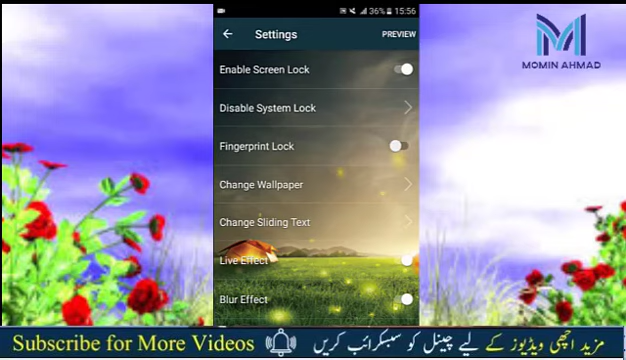 36% 15:56
Settings
PREVIEW
Enable Screen Lock
Disable System Lock
Fingerprint Lock
Change Wallpaper
Change Sliding Text
Live Effect
Blur Effect
MOMIN AHMAD
Subscribe for More Videos
مزید اچھی ویڈیوز کے لیے چینل کو سبسکرائب کریں